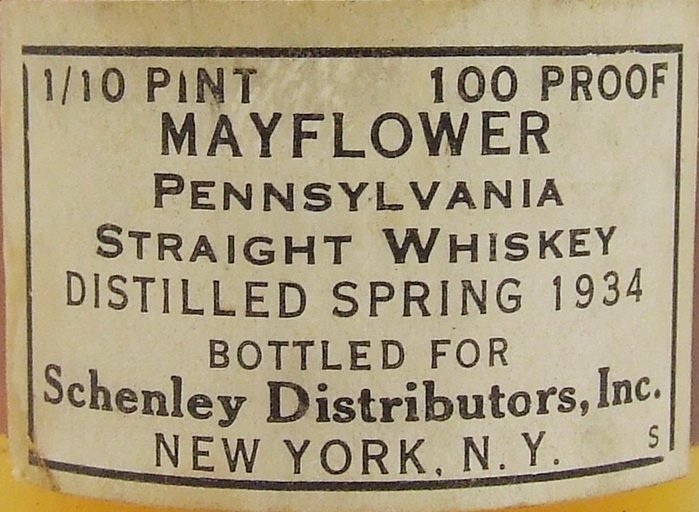 1/10 PINT 100 PROOF
MAYFLOWER
PENNSYLVANIA
STRAIGHT WHISKEY
DISTILLED SPRING 1934
BOTTLED FOR
Schenley Distributors, Inc.
NEW YORK, N. Y. S